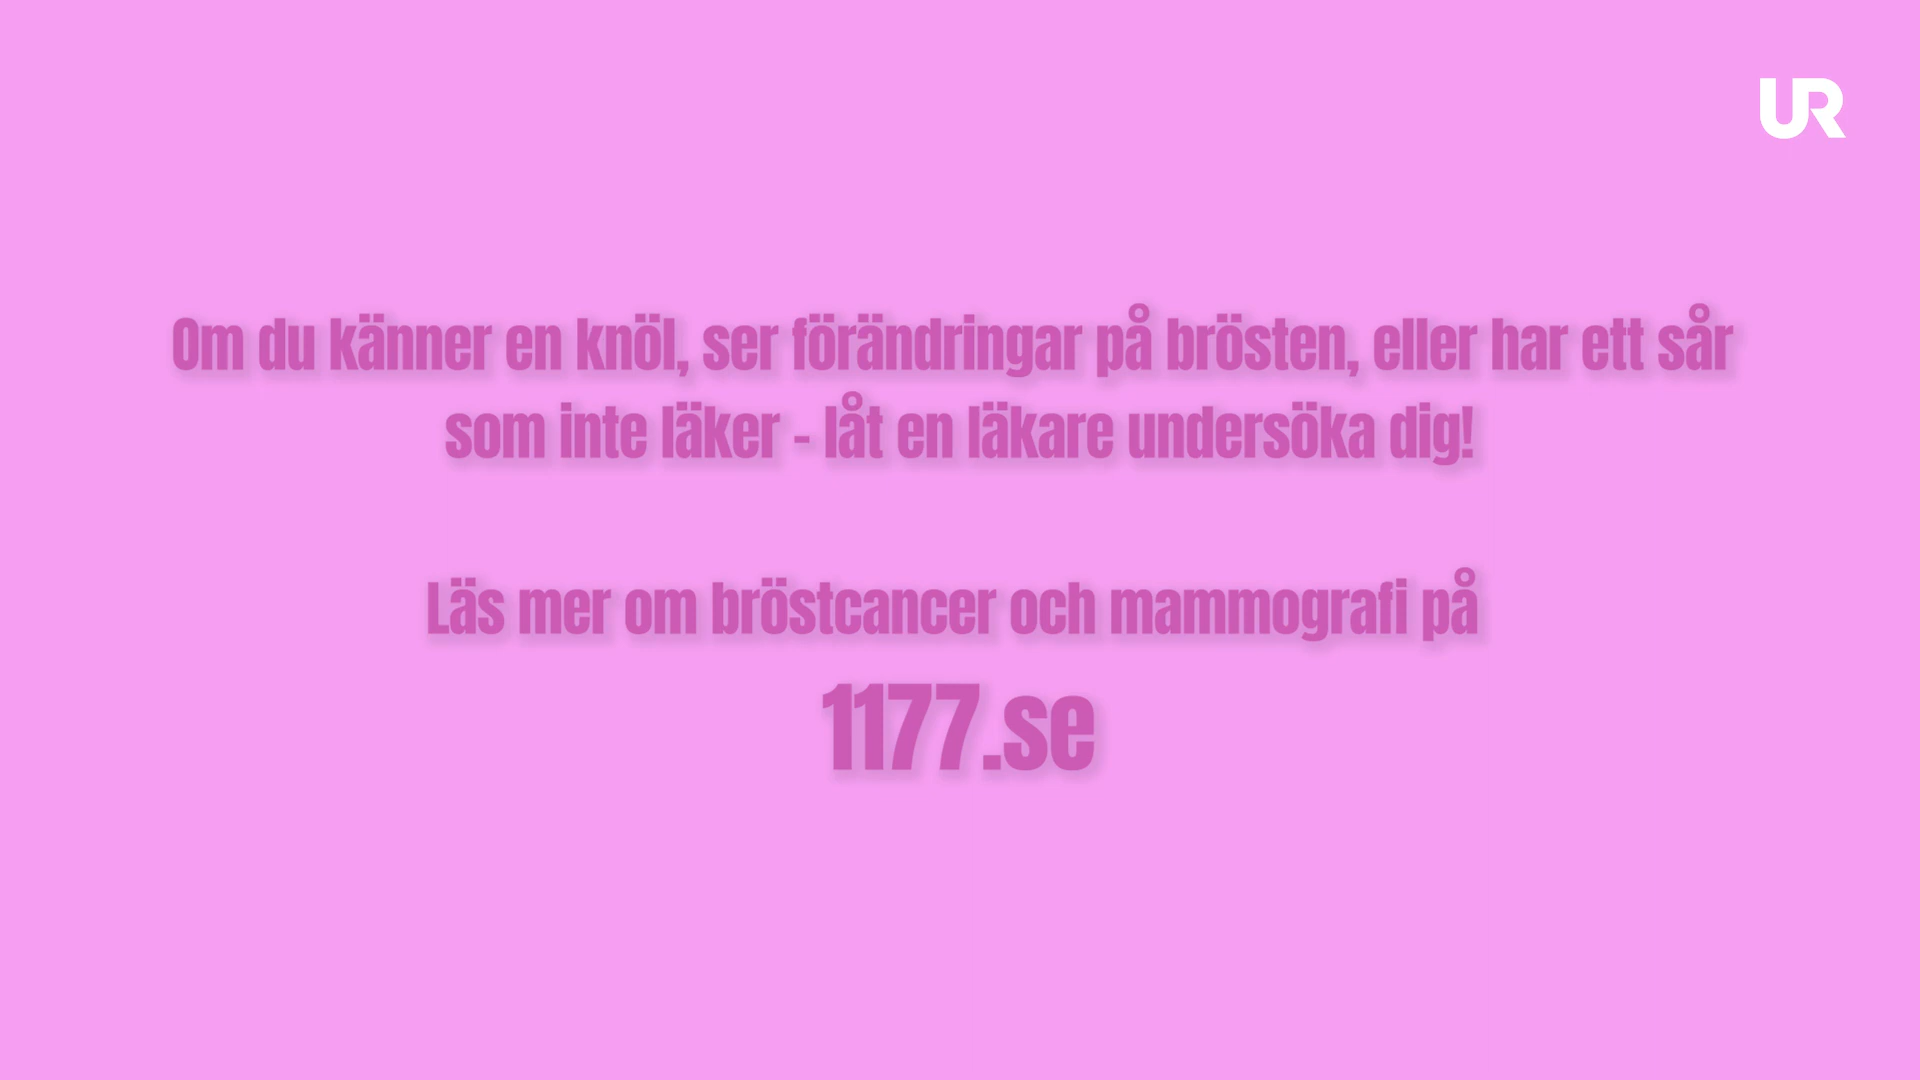 UR
Om du känner en knöl, ser förändringar på brösten, eller har ett sår
som inte läker - låt en läkare undersöka dig!
Läs mer om bröstcancer och mammografi på
1177.se